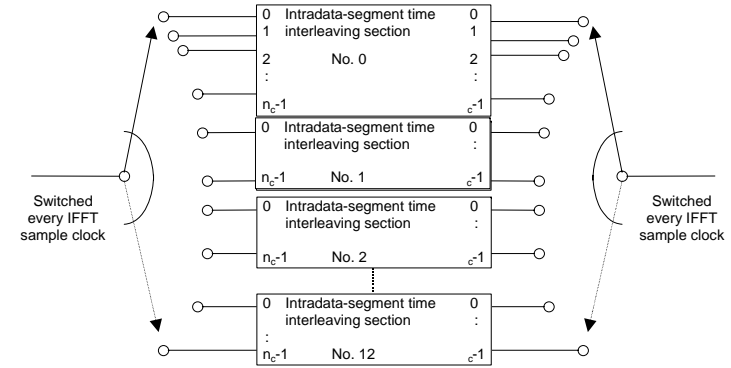 0 Intradata-segment time 0
1 interleaving section 1
2 No. 0 2
: :
n_c-1 _c-1
0 Intradata-segment time 0
interleaving section :
n_c-1 No. 1 _c-1
Switched
every IFFT
sample clock
Switched
every IFFT
sample clock
0 Intradata-segment time 0
interleaving section :
n_c-1 No. 2 _c-1
0 Intradata-segment time 0
interleaving section :
:
n_c-1 No. 12 _c-1